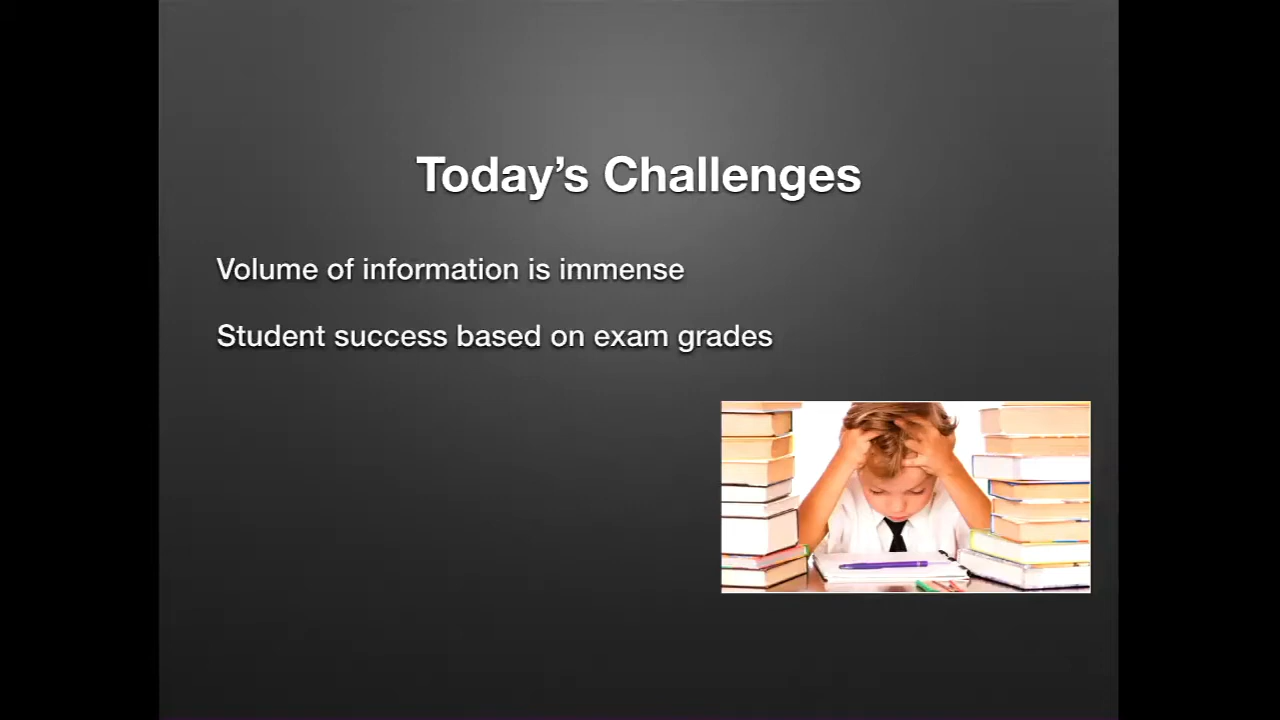 Today’s Challenges
Volume of information is immense
Student success based on exam grades